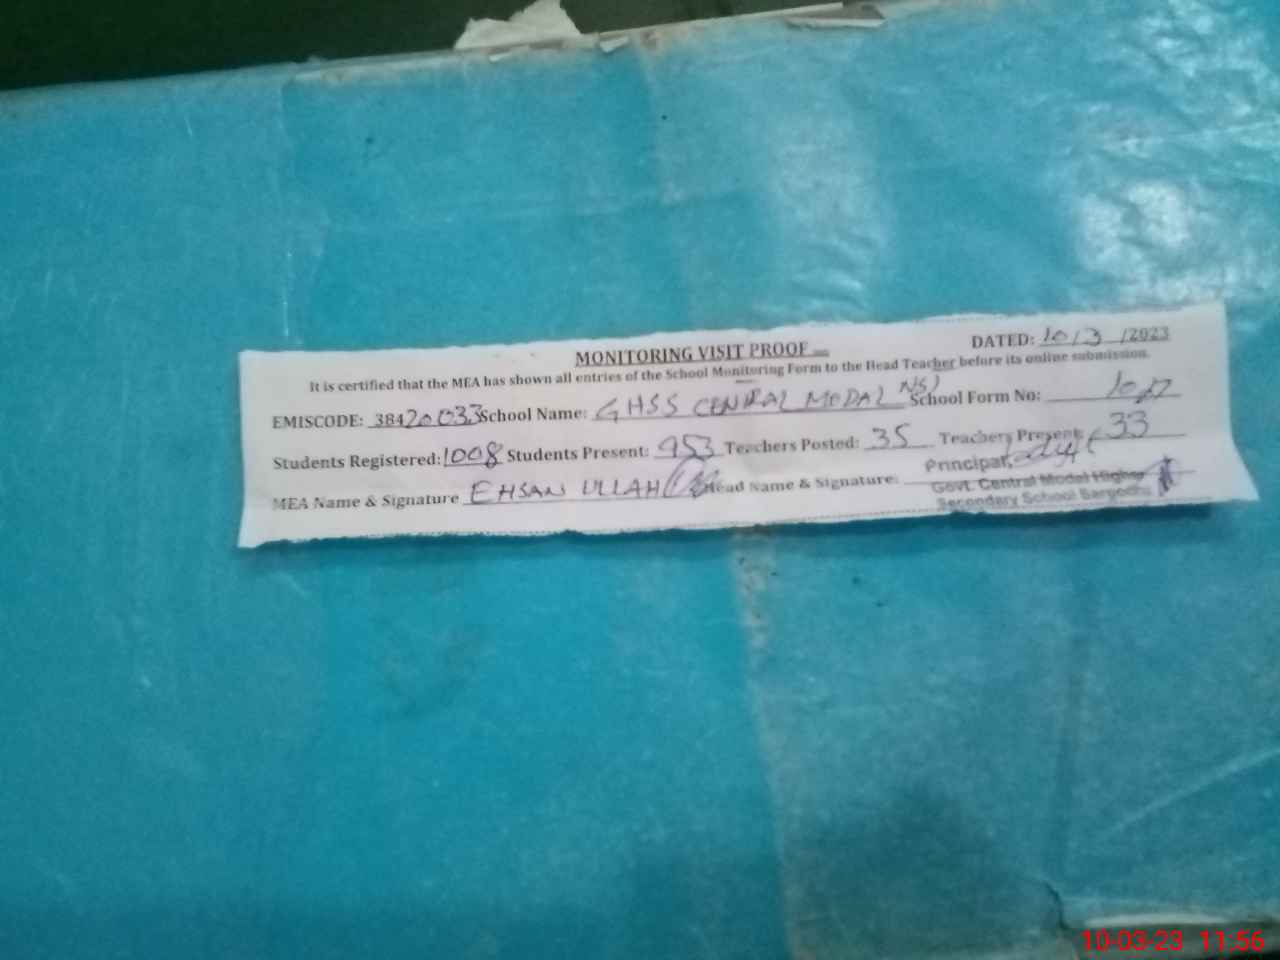 MONITORING VISIT PROOF
DATED: 10/3/2023
It is certified that the MEA has shown all entries of the School Monitoring Form to the Head Teacher before its online submission.
EMISCODE: 38420033 School Name: GHSS CENTRAL MODAL School Form No:
Students Registered: 1008 Students Present: 953 Teachers Posted: 35 Teachers Present: 33
MEA Name & Signature EHSAN ULLAH Head Name & Signature:
Principal,
Govt. Central Model Higher
Secondary School Sargodha
10-03-23 11:56